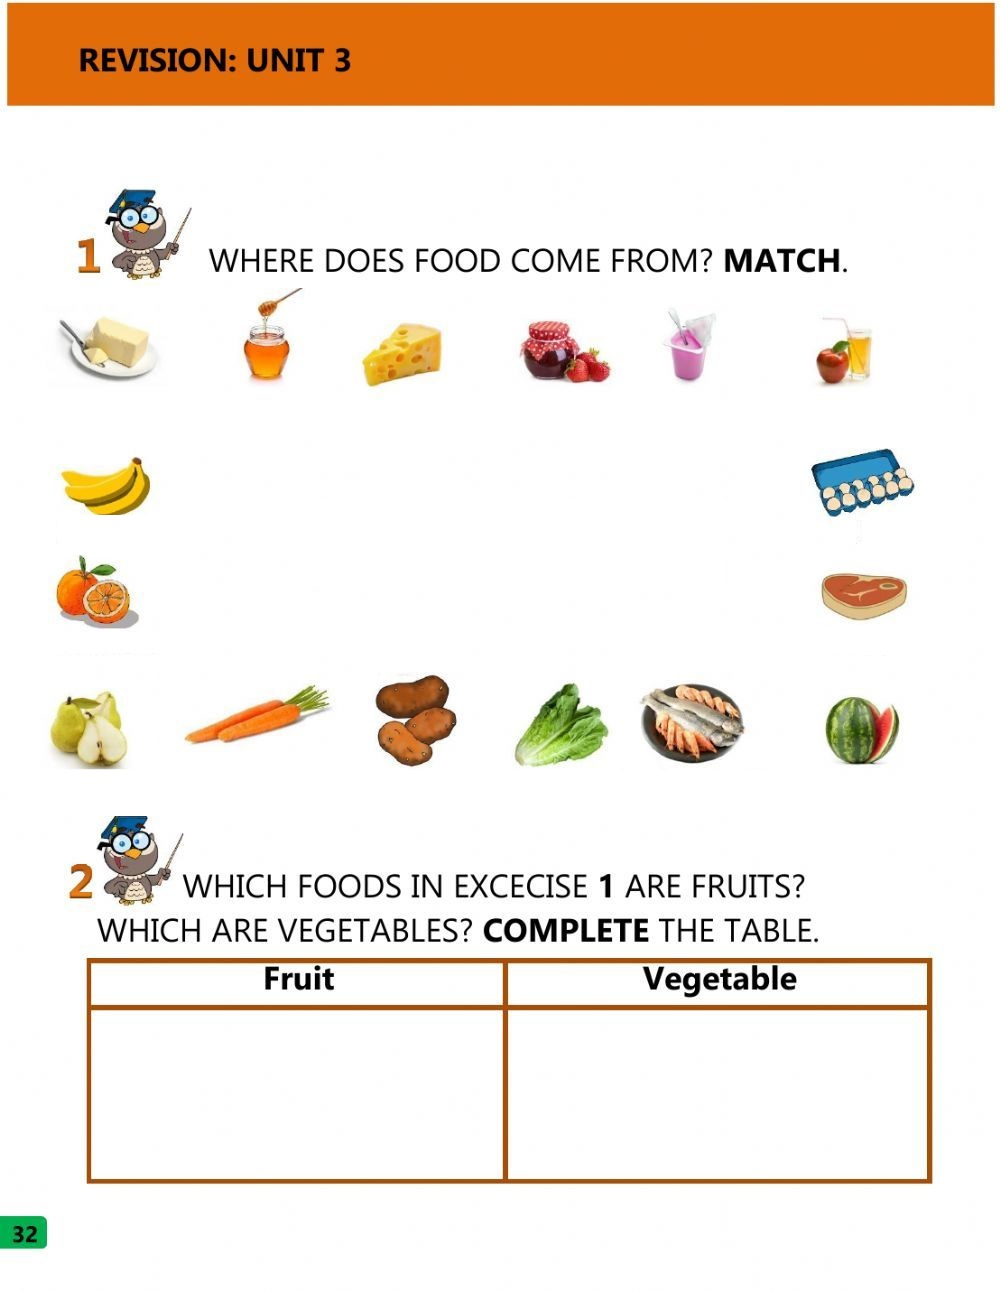 REVISION: UNIT 3
1
WHERE DOES FOOD COME FROM? MATCH.
2
WHICH FOODS IN EXCECISE 1 ARE FRUITS?
WHICH ARE VEGETABLES? COMPLETE THE TABLE.
Fruit
Vegetable
32